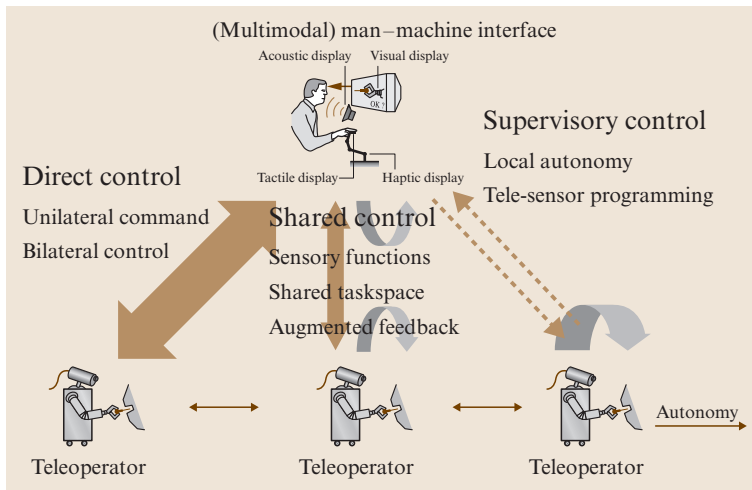 (Multimodal) man–machine interface
Acoustic display
Visual display
OK ?
Tactile display
Haptic display
Direct control
Unilateral command
Bilateral control
Shared control
Sensory functions
Shared taskspace
Augmented feedback
Supervisory control
Local autonomy
Tele-sensor programming
Teleoperator
Teleoperator
Teleoperator
Autonomy